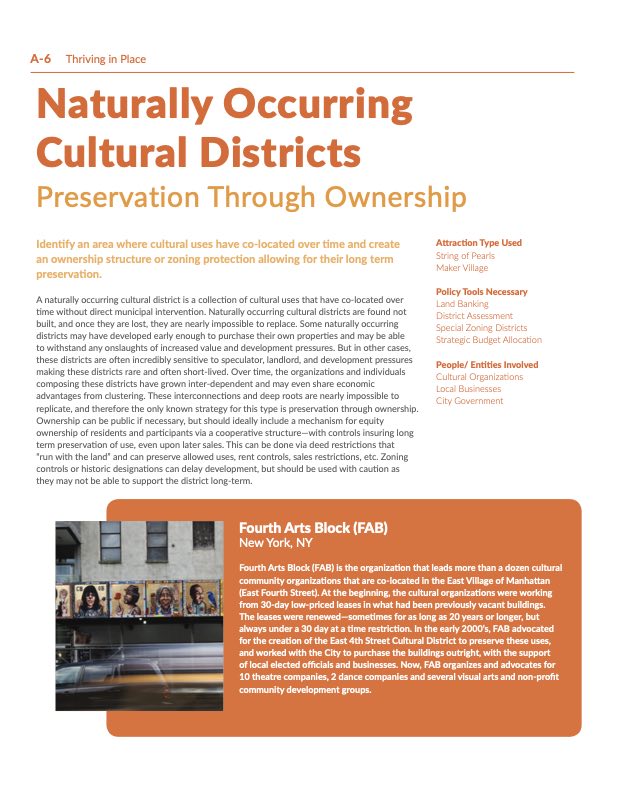 A-6 Thriving in Place
Naturally Occurring
Cultural Districts
Preservation Through Ownership
Identify an area where cultural uses have co-located over time and create
an ownership structure or zoning protection allowing for their long term
preservation.
A naturally occurring cultural district is a collection of cultural uses that have co-located over
time without direct municipal intervention. Naturally occurring cultural districts are found not
built, and once they are lost, they are nearly impossible to replace. Some naturally occurring
districts may have developed early enough to purchase their own properties and may be able
to withstand any onslaughts of increased value and development pressures. But in other cases,
these districts are often incredibly sensitive to speculator, landlord, and development pressures
making these districts rare and often short-lived. Over time, the organizations and individuals
composing these districts have grown inter-dependent and may even share economic
advantages from clustering. These interconnections and deep roots are nearly impossible to
replicate, and therefore the only known strategy for this type is preservation through ownership.
Ownership can be public if necessary, but should ideally include a mechanism for equity
ownership of residents and participants via a cooperative structure—with controls insuring long
term preservation of use, even upon later sales. This can be done via deed restrictions that
“run with the land” and can preserve allowed uses, rent controls, sales restrictions, etc. Zoning
controls or historic designations can delay development, but should be used with caution as
they may not be able to support the district long-term.
Attraction Type Used
String of Pearls
Maker Village
Policy Tools Necessary
Land Banking
District Assessment
Special Zoning Districts
Strategic Budget Allocation
People/ Entities Involved
Cultural Organizations
Local Businesses
City Government
Fourth Arts Block (FAB)
New York, NY
Fourth Arts Block (FAB) is the organization that leads more than a dozen cultural
community organizations that are co-located in the East Village of Manhattan
(East Fourth Street). At the beginning, the cultural organizations were working
from 30-day low-priced leases in what had been previously vacant buildings.
The leases were renewed—sometimes for as long as 20 years or longer, but
always under a 30 day at a time restriction. In the early 2000's, FAB advocated
for the creation of the East 4th Street Cultural District to preserve these uses,
and worked with the City to purchase the buildings outright, with the support
of local elected officials and businesses. Now, FAB organizes and advocates for
10 theatre companies, 2 dance companies and several visual arts and non-profit
community development groups.